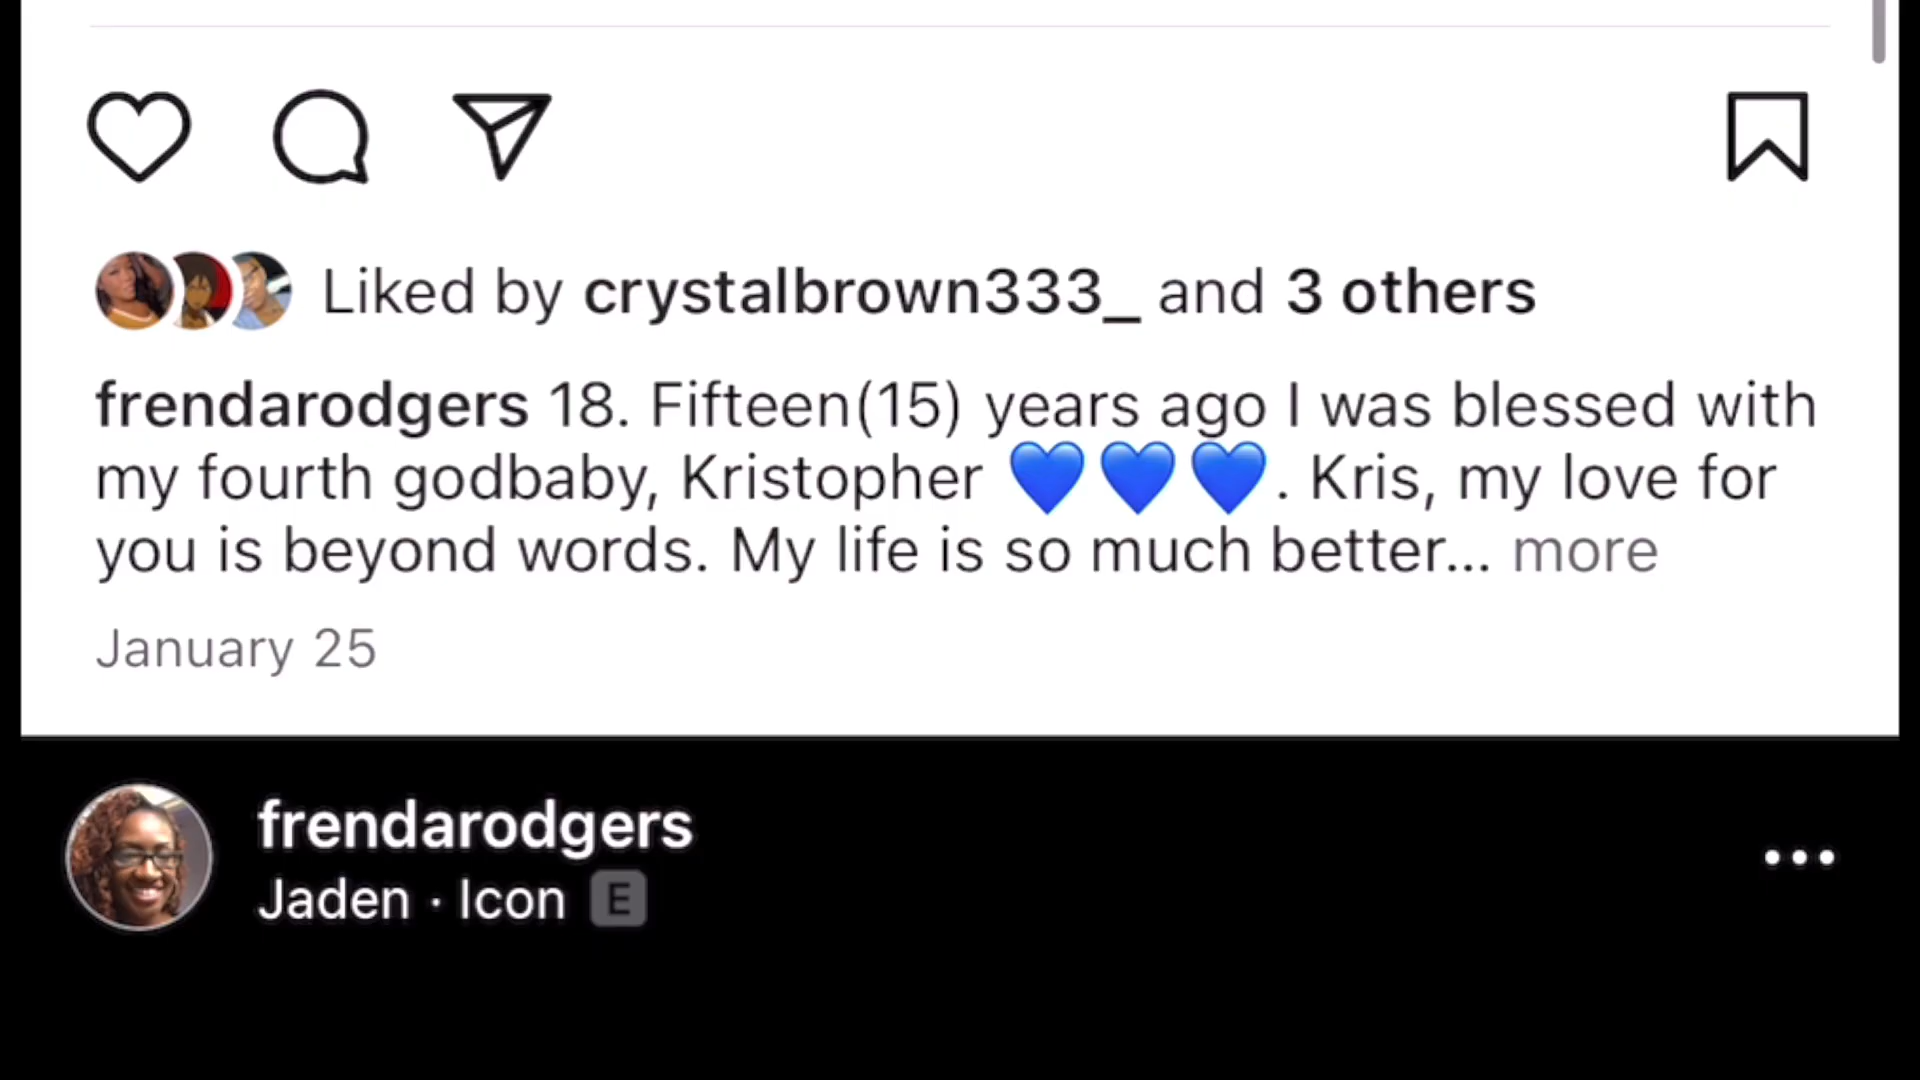 Liked by crystalbrown333_ and 3 others
frendarodgers 18. Fifteen(15) years ago I was blessed with
my fourth godbaby, Kristopher 💙💙💙. Kris, my love for
you is beyond words. My life is so much better... more
January 25
frendarodgers
Jaden · Icon E